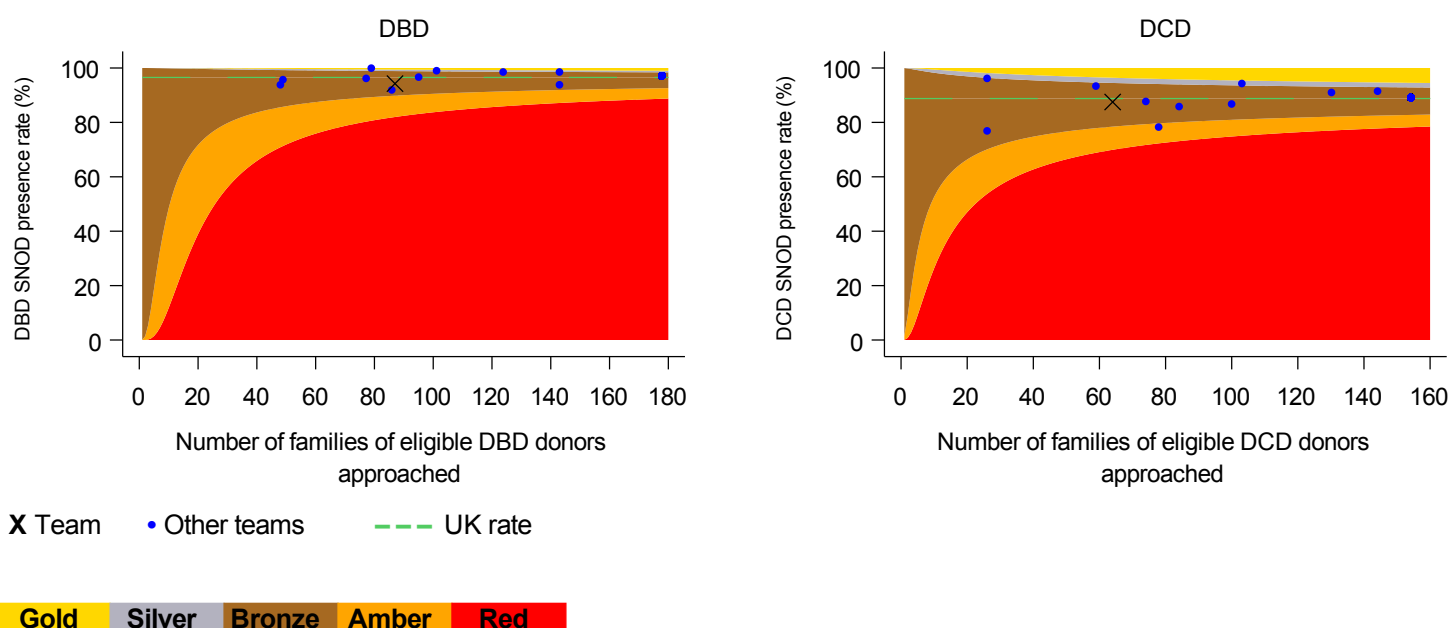 DBD
DBD SNOD presence rate (%)
100
80
60
40
20
0
0 20 40 60 80 100 120 140 160 180
Number of families of eligible DBD donors
approached
DCD
DCD SNOD presence rate (%)
100
80
60
40
20
0
0 20 40 60 80 100 120 140 160
Number of families of eligible DCD donors
approached
X Team Other teams UK rate
Gold Silver Bronze Amber Red